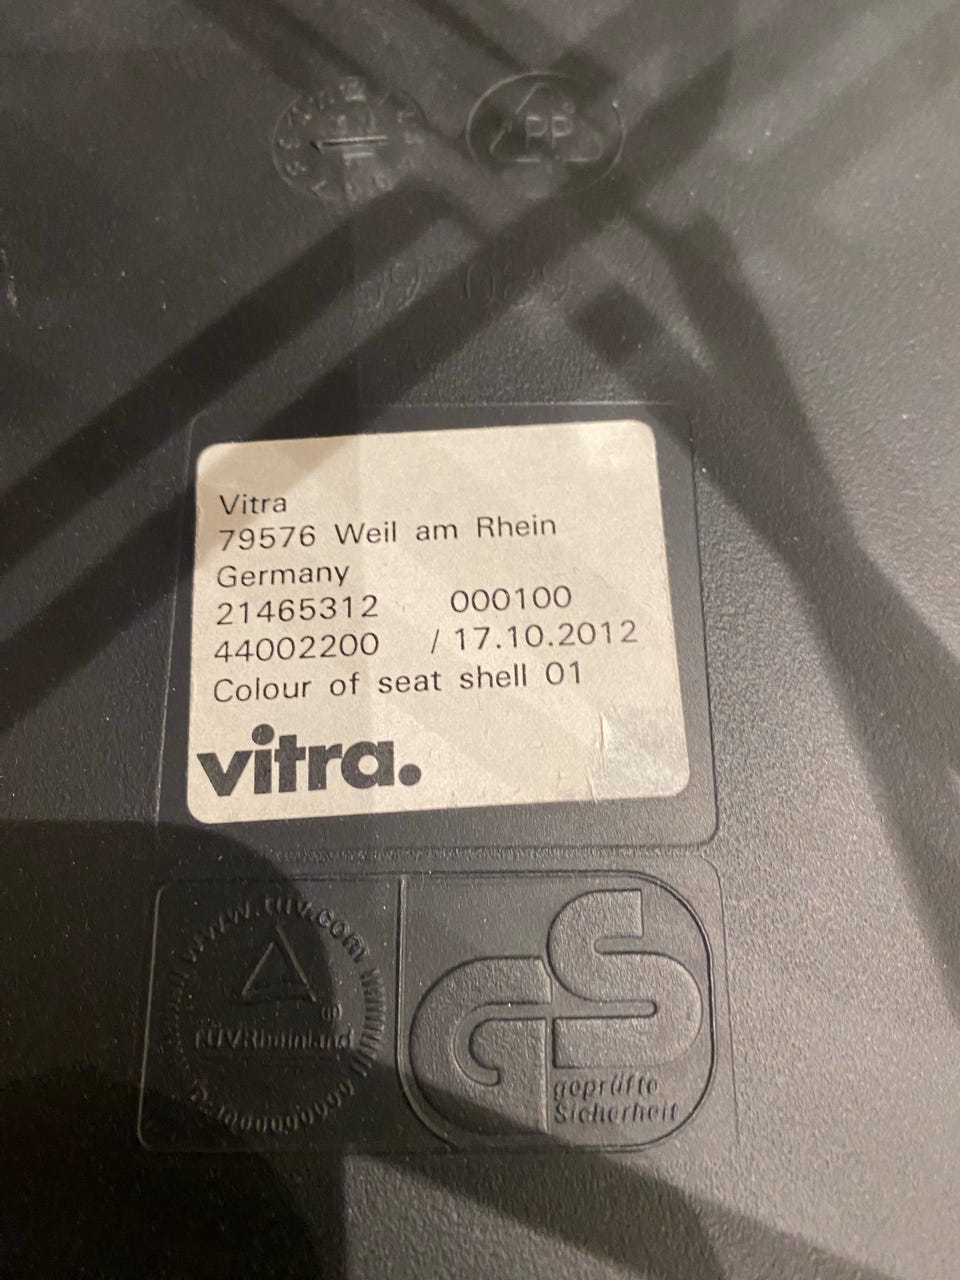 PP
Vitra
79576 Weil am Rhein
Germany
21465312 000100
44002200 / 17.10.2012
Colour of seat shell 01
vitra.
www.tuv.com
TÜVRheinland
®
GS
geprüfte
Sicherheit